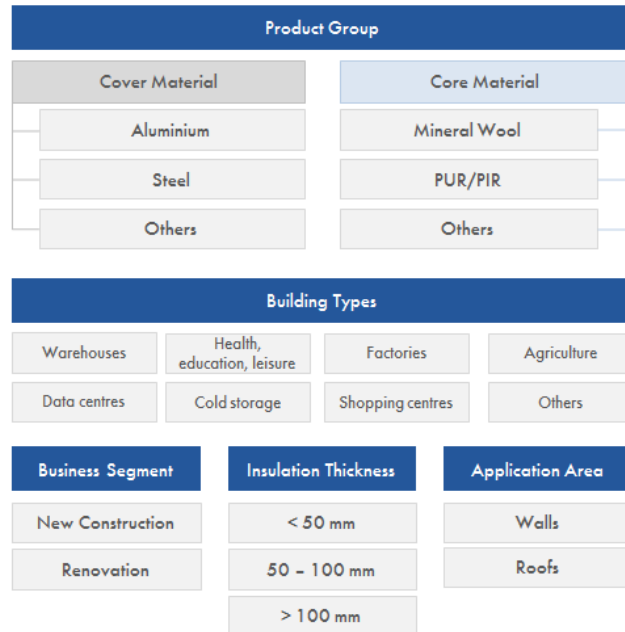 Product Group
Cover Material
Core Material
Aluminium
Mineral Wool
Steel
PUR/PIR
Others
Others
Building Types
Warehouses
Health,
education, leisure
Factories
Agriculture
Data centres
Cold storage
Shopping centres
Others
Business Segment
Insulation Thickness
Application Area
New Construction
< 50 mm
Walls
Renovation
50 – 100 mm
Roofs
> 100 mm